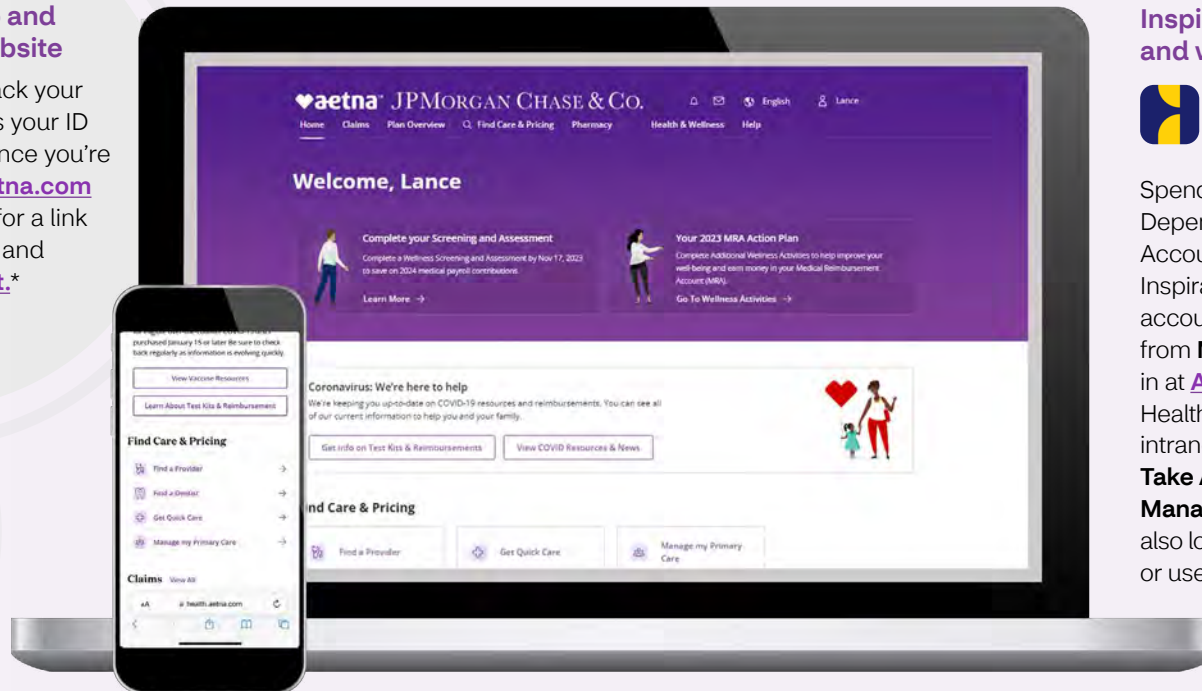 and
bsite
ack your
s your ID
nce you're
tna.com
for a link
and
t.*
aetna™ JPMORGAN CHASE & CO.
English
Lance
Home Claims Plan Overview Find Care & Pricing Pharmacy Health & Wellness Help
Welcome, Lance
Complete your Screening and Assessment
Complete a Wellness Screening and Assessment by Nov 17, 2023
to save on 2024 medical payroll contributions
Learn More →
Your 2023 MRA Action Plan
Complete Additional Wellness Activities to help improve your
well-being and earn money in your Medical Reimbursement
Account (MRA).
Go To Wellness Activities →
Coronavirus: We're here to help
We're keeping you up-to-date on COVID-19 resources and reimbursements. You can see all
of our current information to help you and your family.
Get Info on Test Kits & Reimbursements
View COVID Resources & News
nd Care & Pricing
Find a Provider
Get Quick Care
Manage my Primary
Care
purchased January 15 or later Be sure to check
back regularly as information is evolving quickly.
View Vaccine Resources
Learn About Test Kits & Reimbursement
Find Care & Pricing
Find a Provider →
Find a Dentist →
Get Quick Care →
Manage my Primary Care →
Claims View All
AA health.aetna.com
Inspi
and v
Spend
Depen
Accou
Inspira
accou
from
in at A
Health
intran
Take A
Mana
also lo
or use